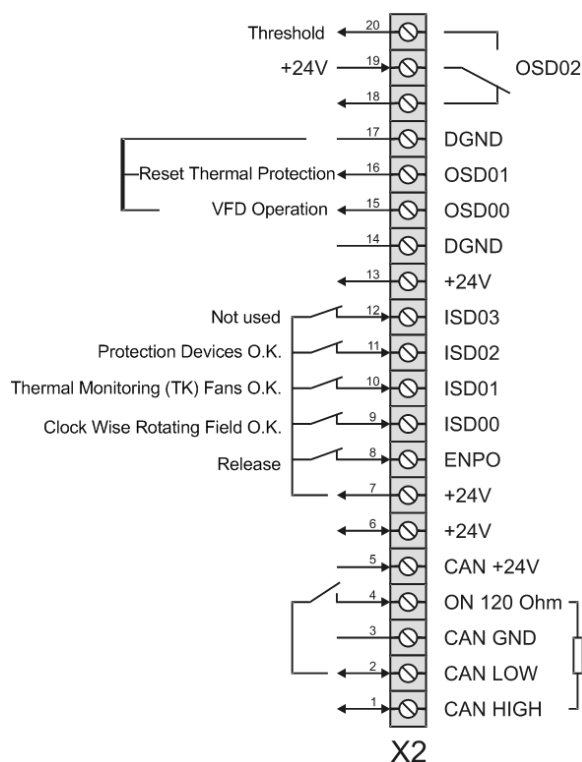 Threshold 20
+24V 19 OSD02
18
17 DGND
Reset Thermal Protection 16 OSD01
VFD Operation 15 OSD00
14 DGND
13 +24V
Not used 12 ISD03
Protection Devices O.K. 11 ISD02
Thermal Monitoring (TK) Fans O.K. 10 ISD01
Clock Wise Rotating Field O.K. 9 ISD00
Release 8 ENPO
7 +24V
6 +24V
5 CAN +24V
4 ON 120 Ohm
3 CAN GND
2 CAN LOW
1 CAN HIGH
X2